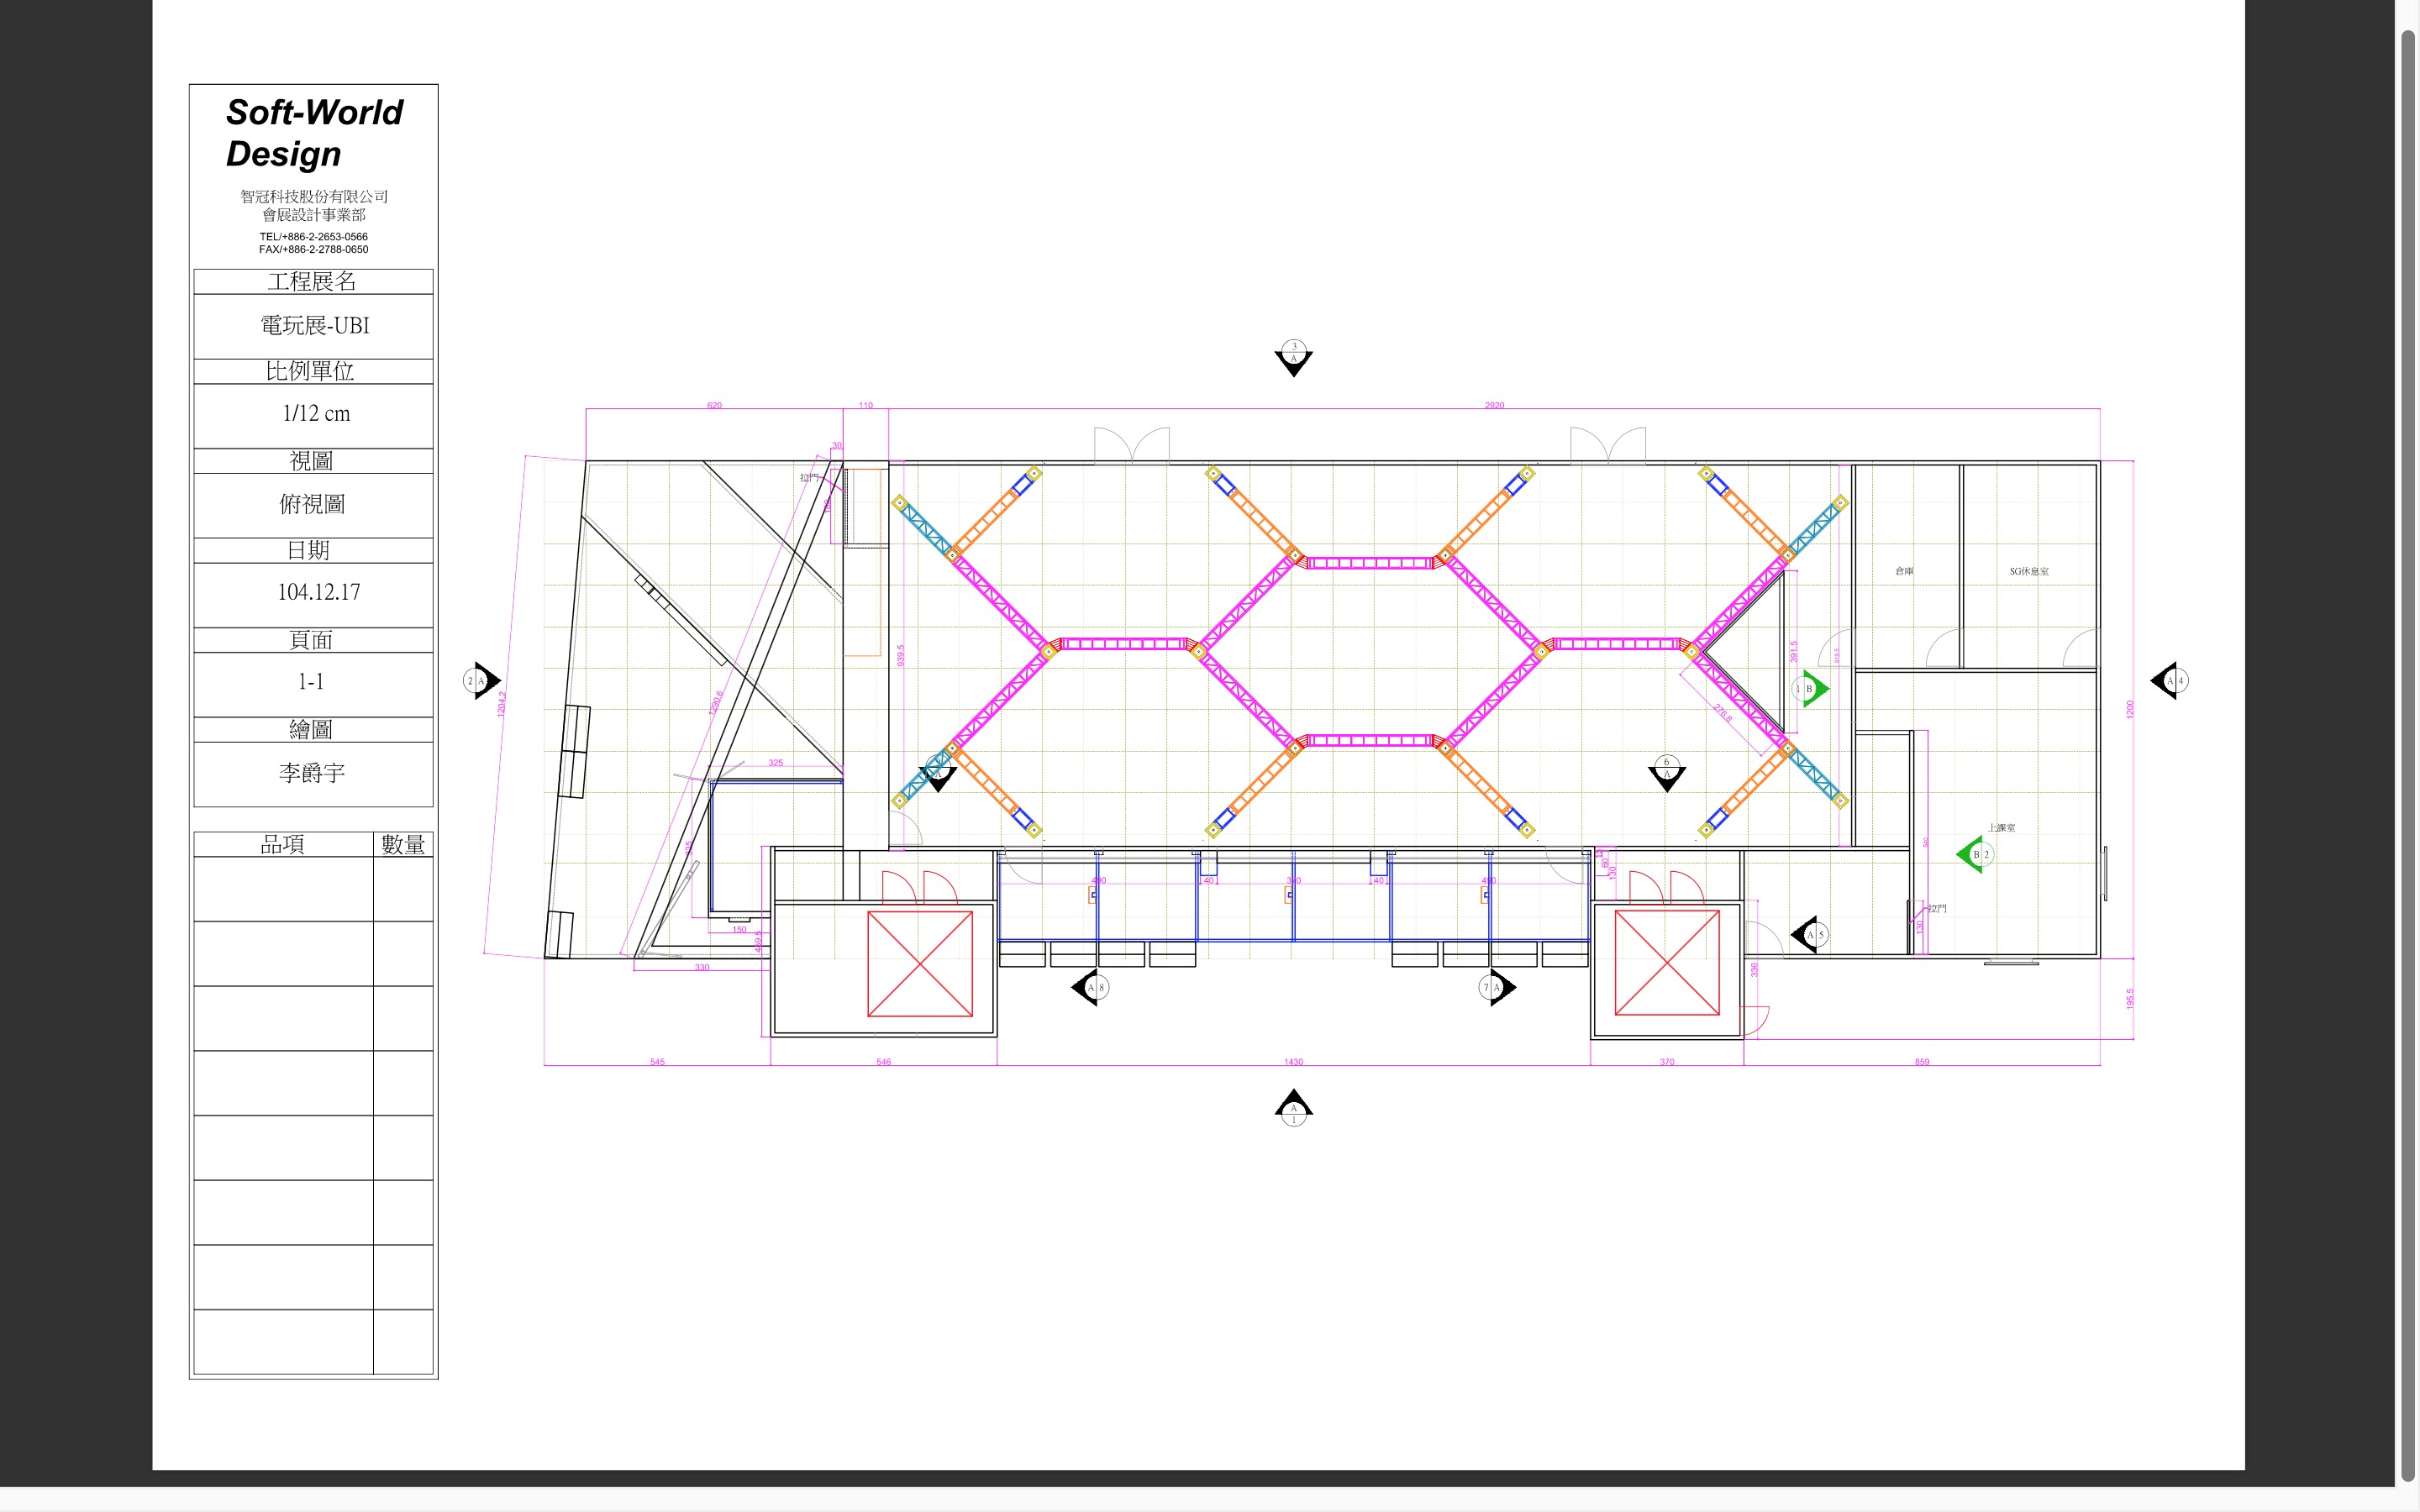 Soft-World
Design
智冠科技股份有限公司
會展設計事業部
TEL/+886-2-2653-0566
FAX/+886-2-2788-0650
工程展名
電玩展-UBI
比例單位
1/12 cm
視圖
俯視圖
日期
104.12.17
頁面
1-1
繪圖
李爵宇
品項 數量
3
A
620 110 2920
30
拉門
倉庫 SG休息室
939.5
391.5
2 A
A 4
1 B
1204.2
1290.6
276.8
1200
325
A
6
A
上課室
B 2
490 40 40 490
60
130
拉門
130
150
A 5
330
336
A 8
7 A
195.5
545 546 1430 370 859
A
1